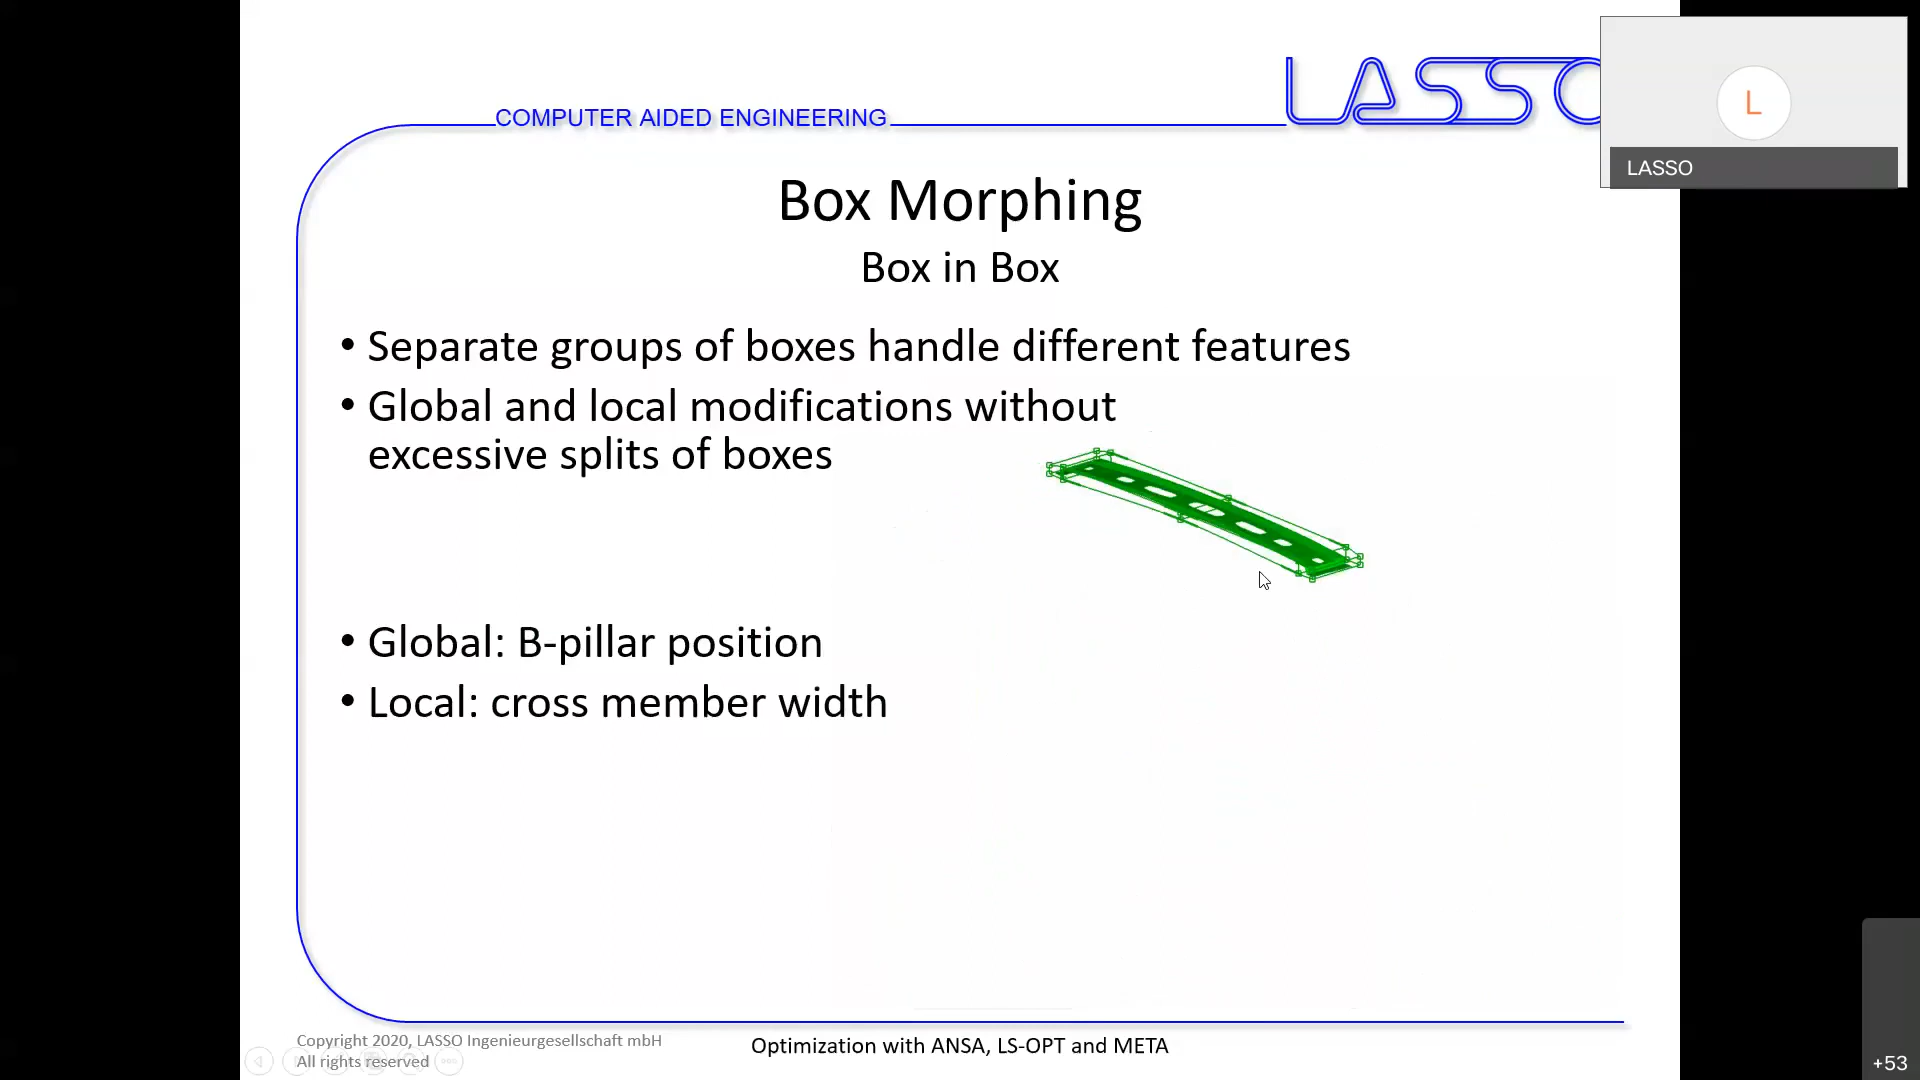 COMPUTER AIDED ENGINEERING
LASSO
L
LASSO
Box Morphing
Box in Box
• Separate groups of boxes handle different features
• Global and local modifications without
excessive splits of boxes
• Global: B-pillar position
• Local: cross member width
Copyright 2020, LASSO Ingenieurgesellschaft mbH
All rights reserved
Optimization with ANSA, LS-OPT and META
+53